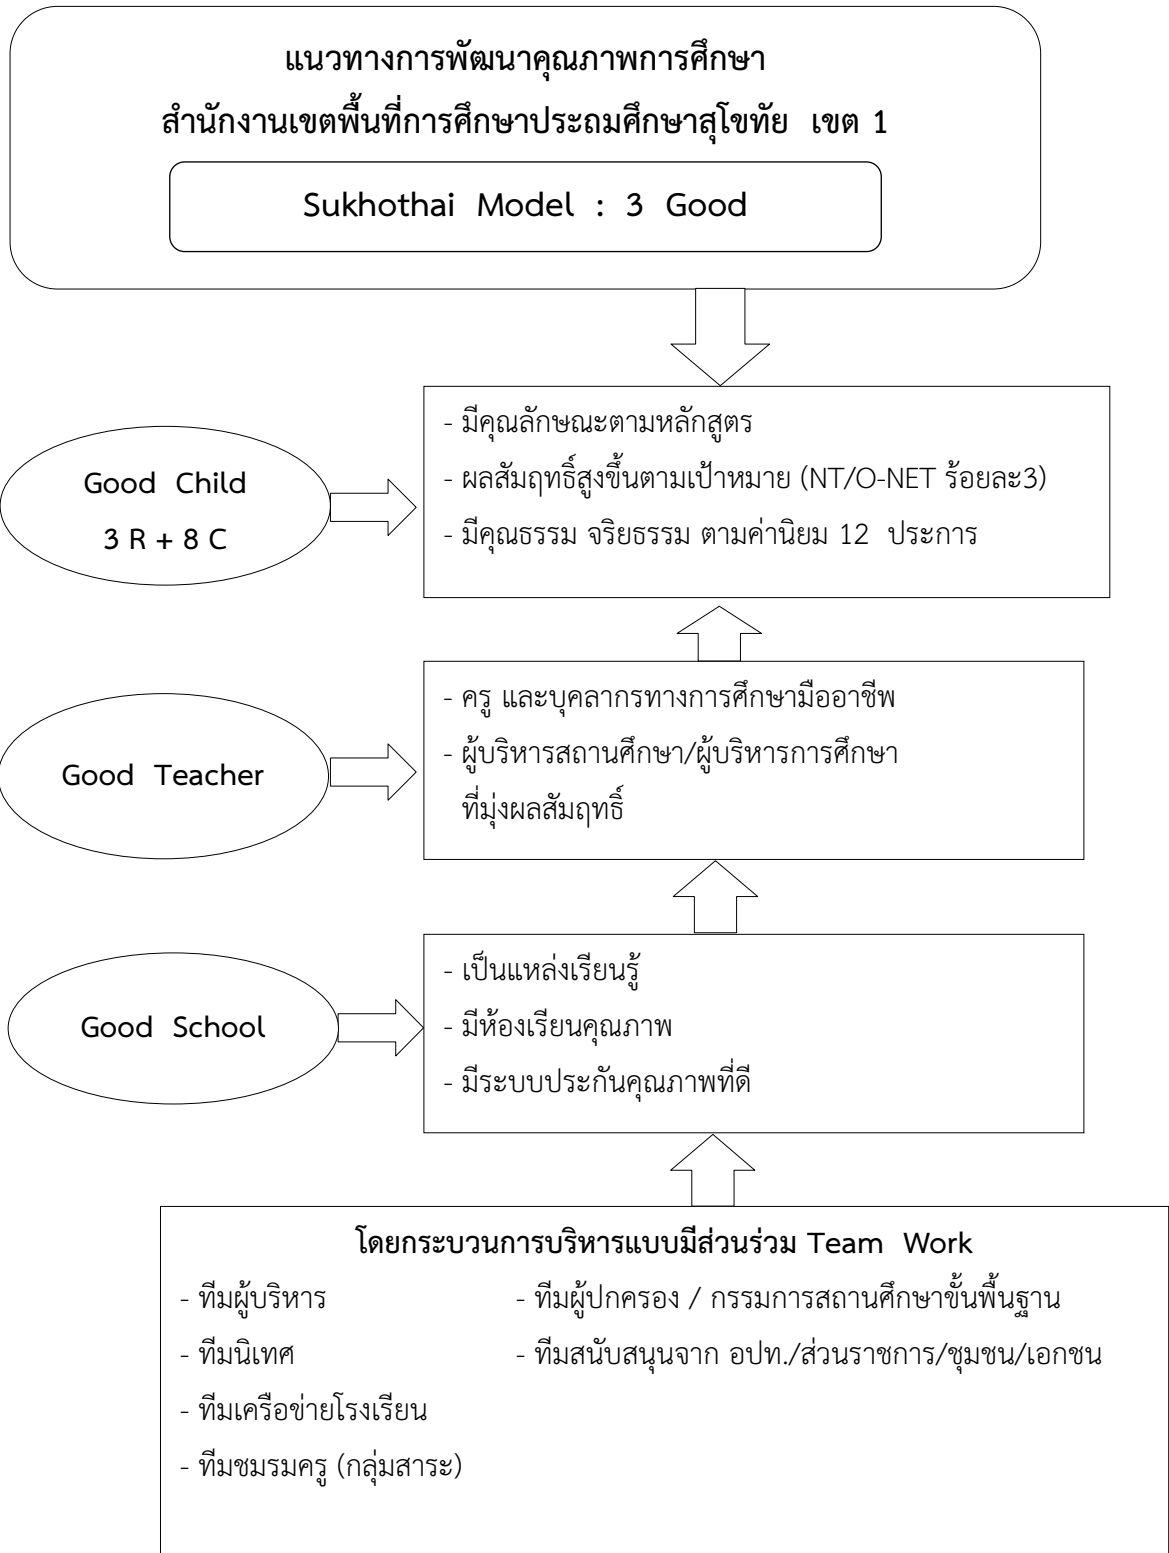 แนวทางการพัฒนาคุณภาพการศึกษา
สำนักงานเขตพื้นที่การศึกษาประถมศึกษาสุโขทัย เขต 1
Sukhothai Model : 3 Good
Good Child
3 R + 8 C
- มีคุณลักษณะตามหลักสูตร
- ผลสัมฤทธิ์สูงขึ้นตามเป้าหมาย (NT/O-NET ร้อยละ3)
- มีคุณธรรม จริยธรรม ตามค่านิยม 12 ประการ
Good Teacher
- ครู และบุคลากรทางการศึกษามืออาชีพ
- ผู้บริหารสถานศึกษา/ผู้บริหารการศึกษา
ที่มุ่งผลสัมฤทธิ์
Good School
- เป็นแหล่งเรียนรู้
- มีห้องเรียนคุณภาพ
- มีระบบประกันคุณภาพที่ดี
โดยกระบวนการบริหารแบบมีส่วนร่วม Team Work
- ทีมผู้บริหาร - ทีมผู้ปกครอง / กรรมการสถานศึกษาขั้นพื้นฐาน
- ทีมนิเทศ - ทีมสนับสนุนจาก อปท./ส่วนราชการ/ชุมชน/เอกชน
- ทีมเครือข่ายโรงเรียน
- ทีมชมรมครู (กลุ่มสาระ)